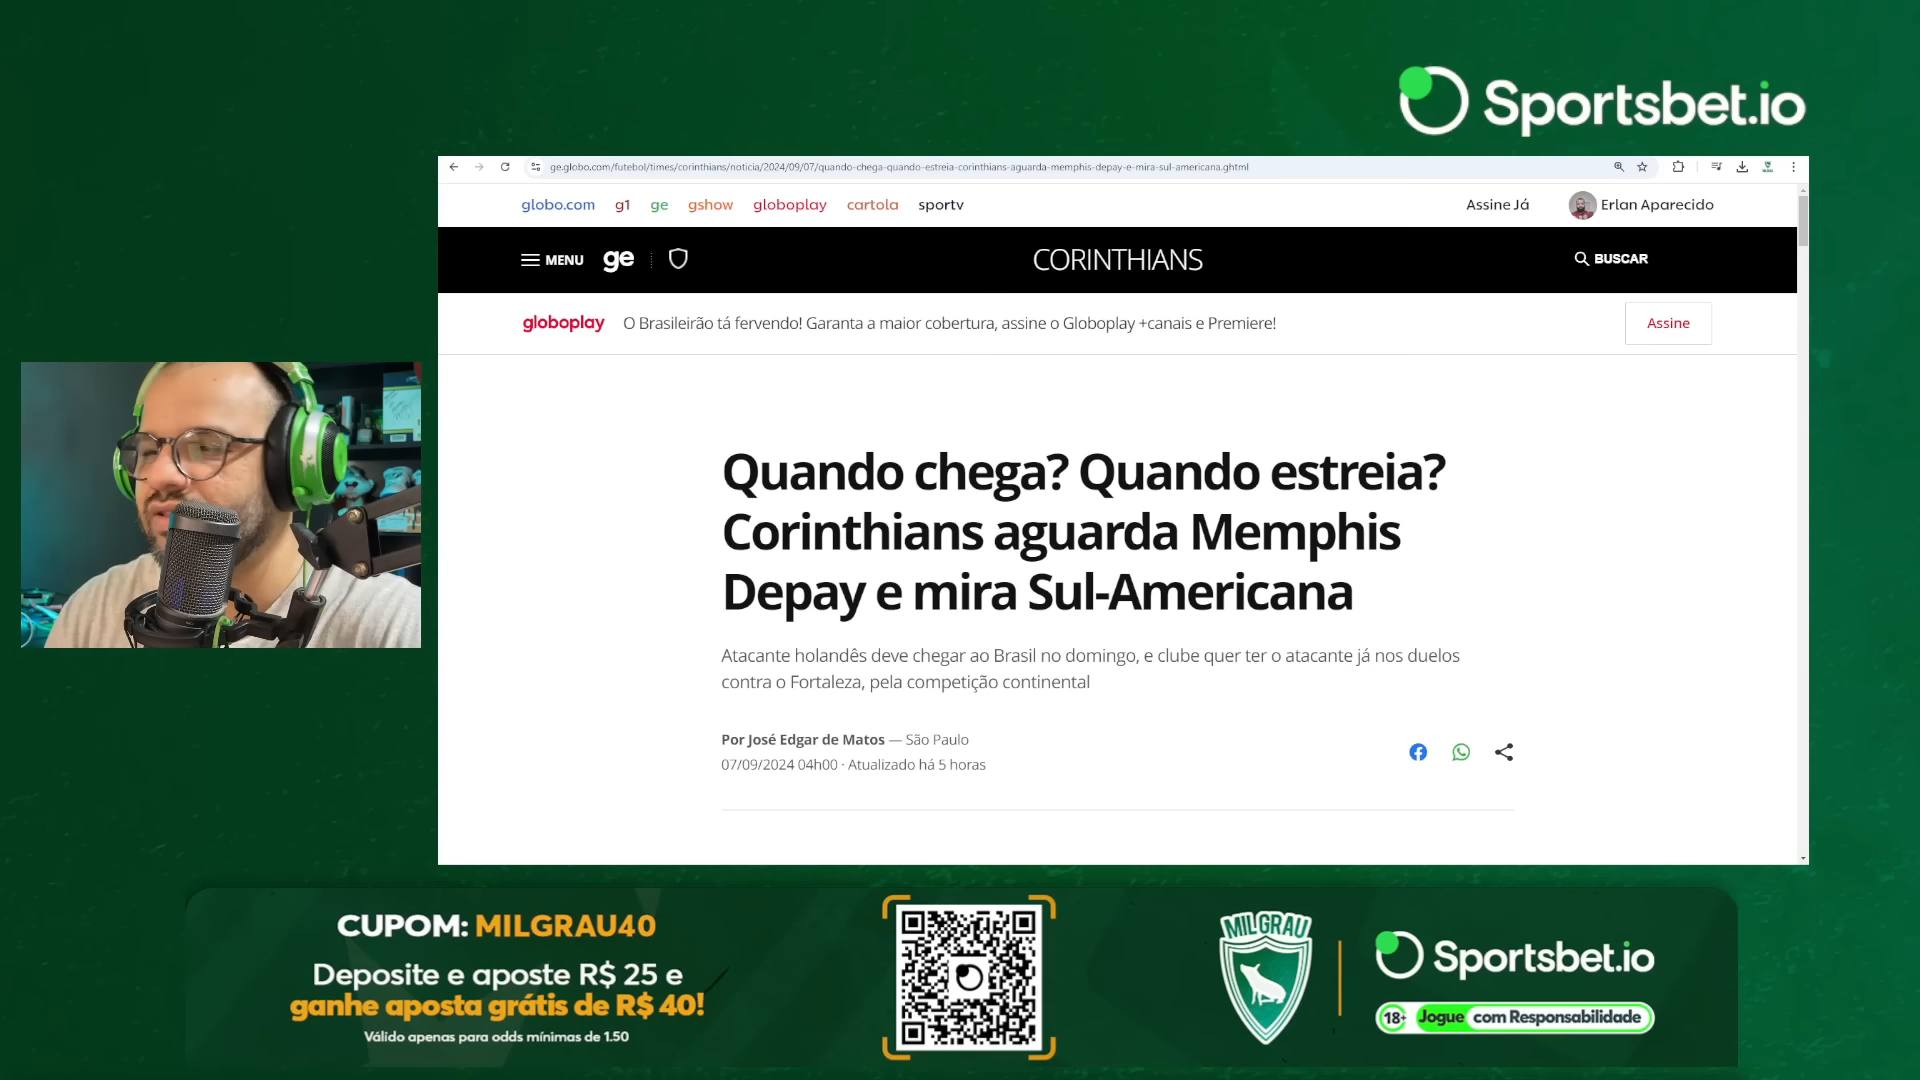 Sportsbet.io
ge.globo.com/futebol/times/corinthians/noticia/2024/09/07/quando-chega-quando-estreia-corinthians-aguarda-memphis-depay-e-mira-sul-americana.ghtml
globo.com g1 ge gshow globoplay cartola sportv Assine Já Erlan Aparecido
MENU ge CORINTHIANS BUSCAR
globoplay O Brasileirão tá fervendo! Garanta a maior cobertura, assine o Globoplay +canais e Premiere! Assine
Quando chega? Quando estreia?
Corinthians aguarda Memphis
Depay e mira Sul-Americana
Atacante holandês deve chegar ao Brasil no domingo, e clube quer ter o atacante já nos duelos
contra o Fortaleza, pela competição continental
Por José Edgar de Matos — São Paulo
07/09/2024 04h00 · Atualizado há 5 horas
CUPOM: MILGRAU40
Deposite e aposte R$ 25 e
ganhe aposta grátis de R$ 40!
Válido apenas para odds mínimas de 1.50
MIL GRAU
Sportsbet.io
18+ Jogue com Responsabilidade